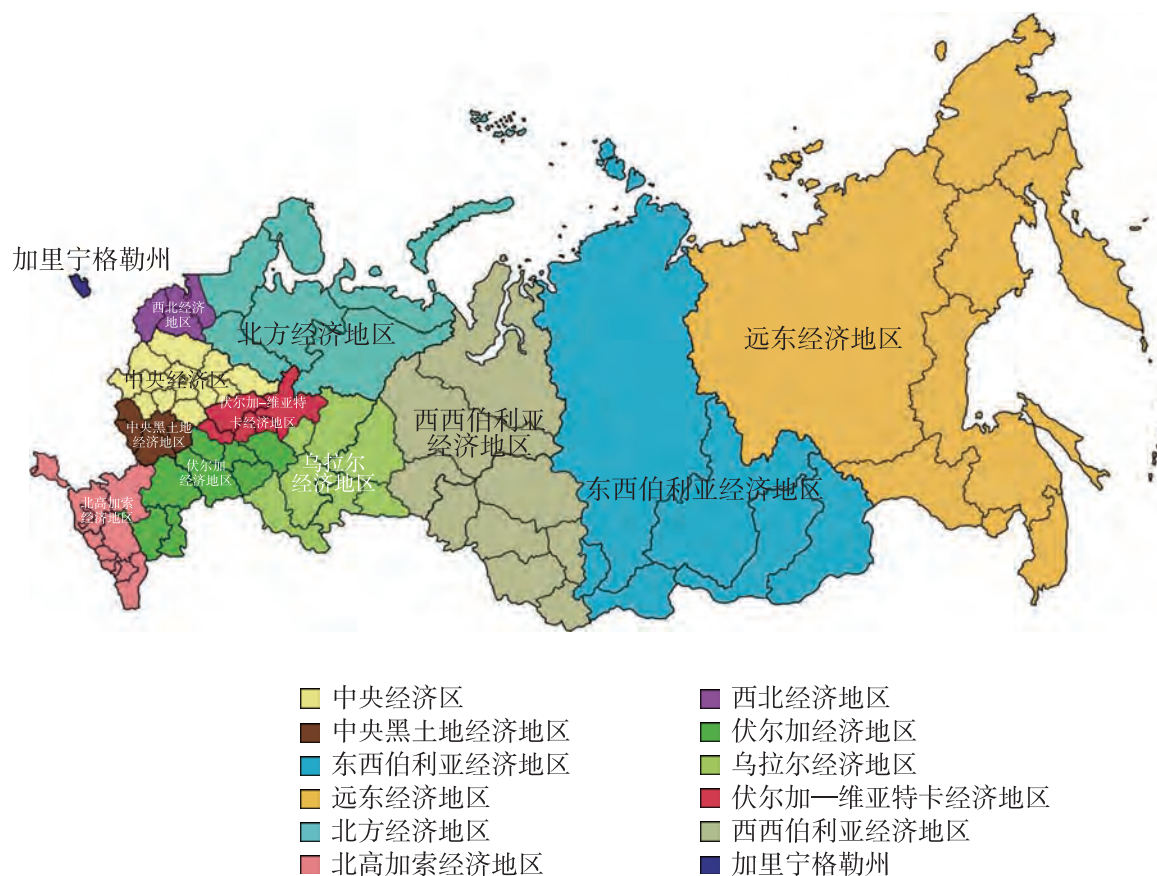 加里宁格勒州
西北经济
地区
北方经济地区
远东经济地区
中央经济区
伏尔加–维亚特
卡经济地区
西西伯利亚
经济地区
中央黑土地
经济地区
伏尔加
经济地区
乌拉尔
经济地区
东西伯利亚经济地区
北高加索
经济地区
中央经济区
中央黑土地经济地区
东西伯利亚经济地区
远东经济地区
北方经济地区
北高加索经济地区
西北经济地区
伏尔加经济地区
乌拉尔经济地区
伏尔加—维亚特卡经济地区
西西伯利亚经济地区
加里宁格勒州